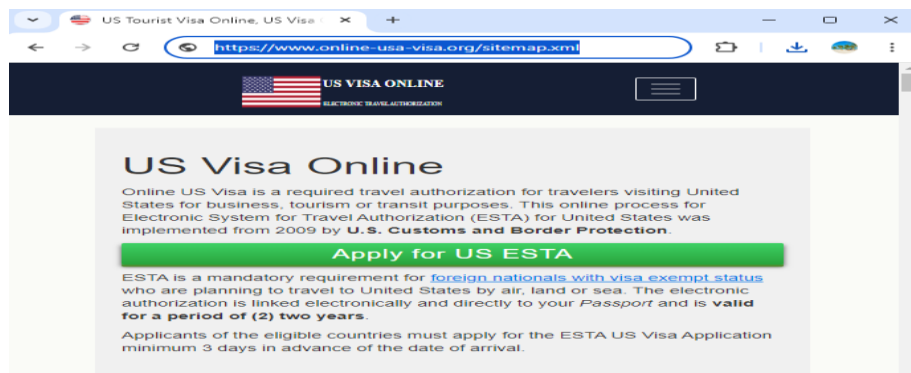 US Tourist Visa Online, US Visa
https://www.online-usa-visa.org/sitemap.xml
US VISA ONLINE
ELECTRONIC TRAVEL AUTHORIZATION
US Visa Online
Online US Visa is a required travel authorization for travelers visiting United
States for business, tourism or transit purposes. This online process for
Electronic System for Travel Authorization (ESTA) for United States was
implemented from 2009 by U.S. Customs and Border Protection.
Apply for US ESTA
ESTA is a mandatory requirement for foreign nationals with visa exempt status
who are planning to travel to United States by air, land or sea. The electronic
authorization is linked electronically and directly to your Passport and is valid
for a period of (2) two years.
Applicants of the eligible countries must apply for the ESTA US Visa Application
minimum 3 days in advance of the date of arrival.